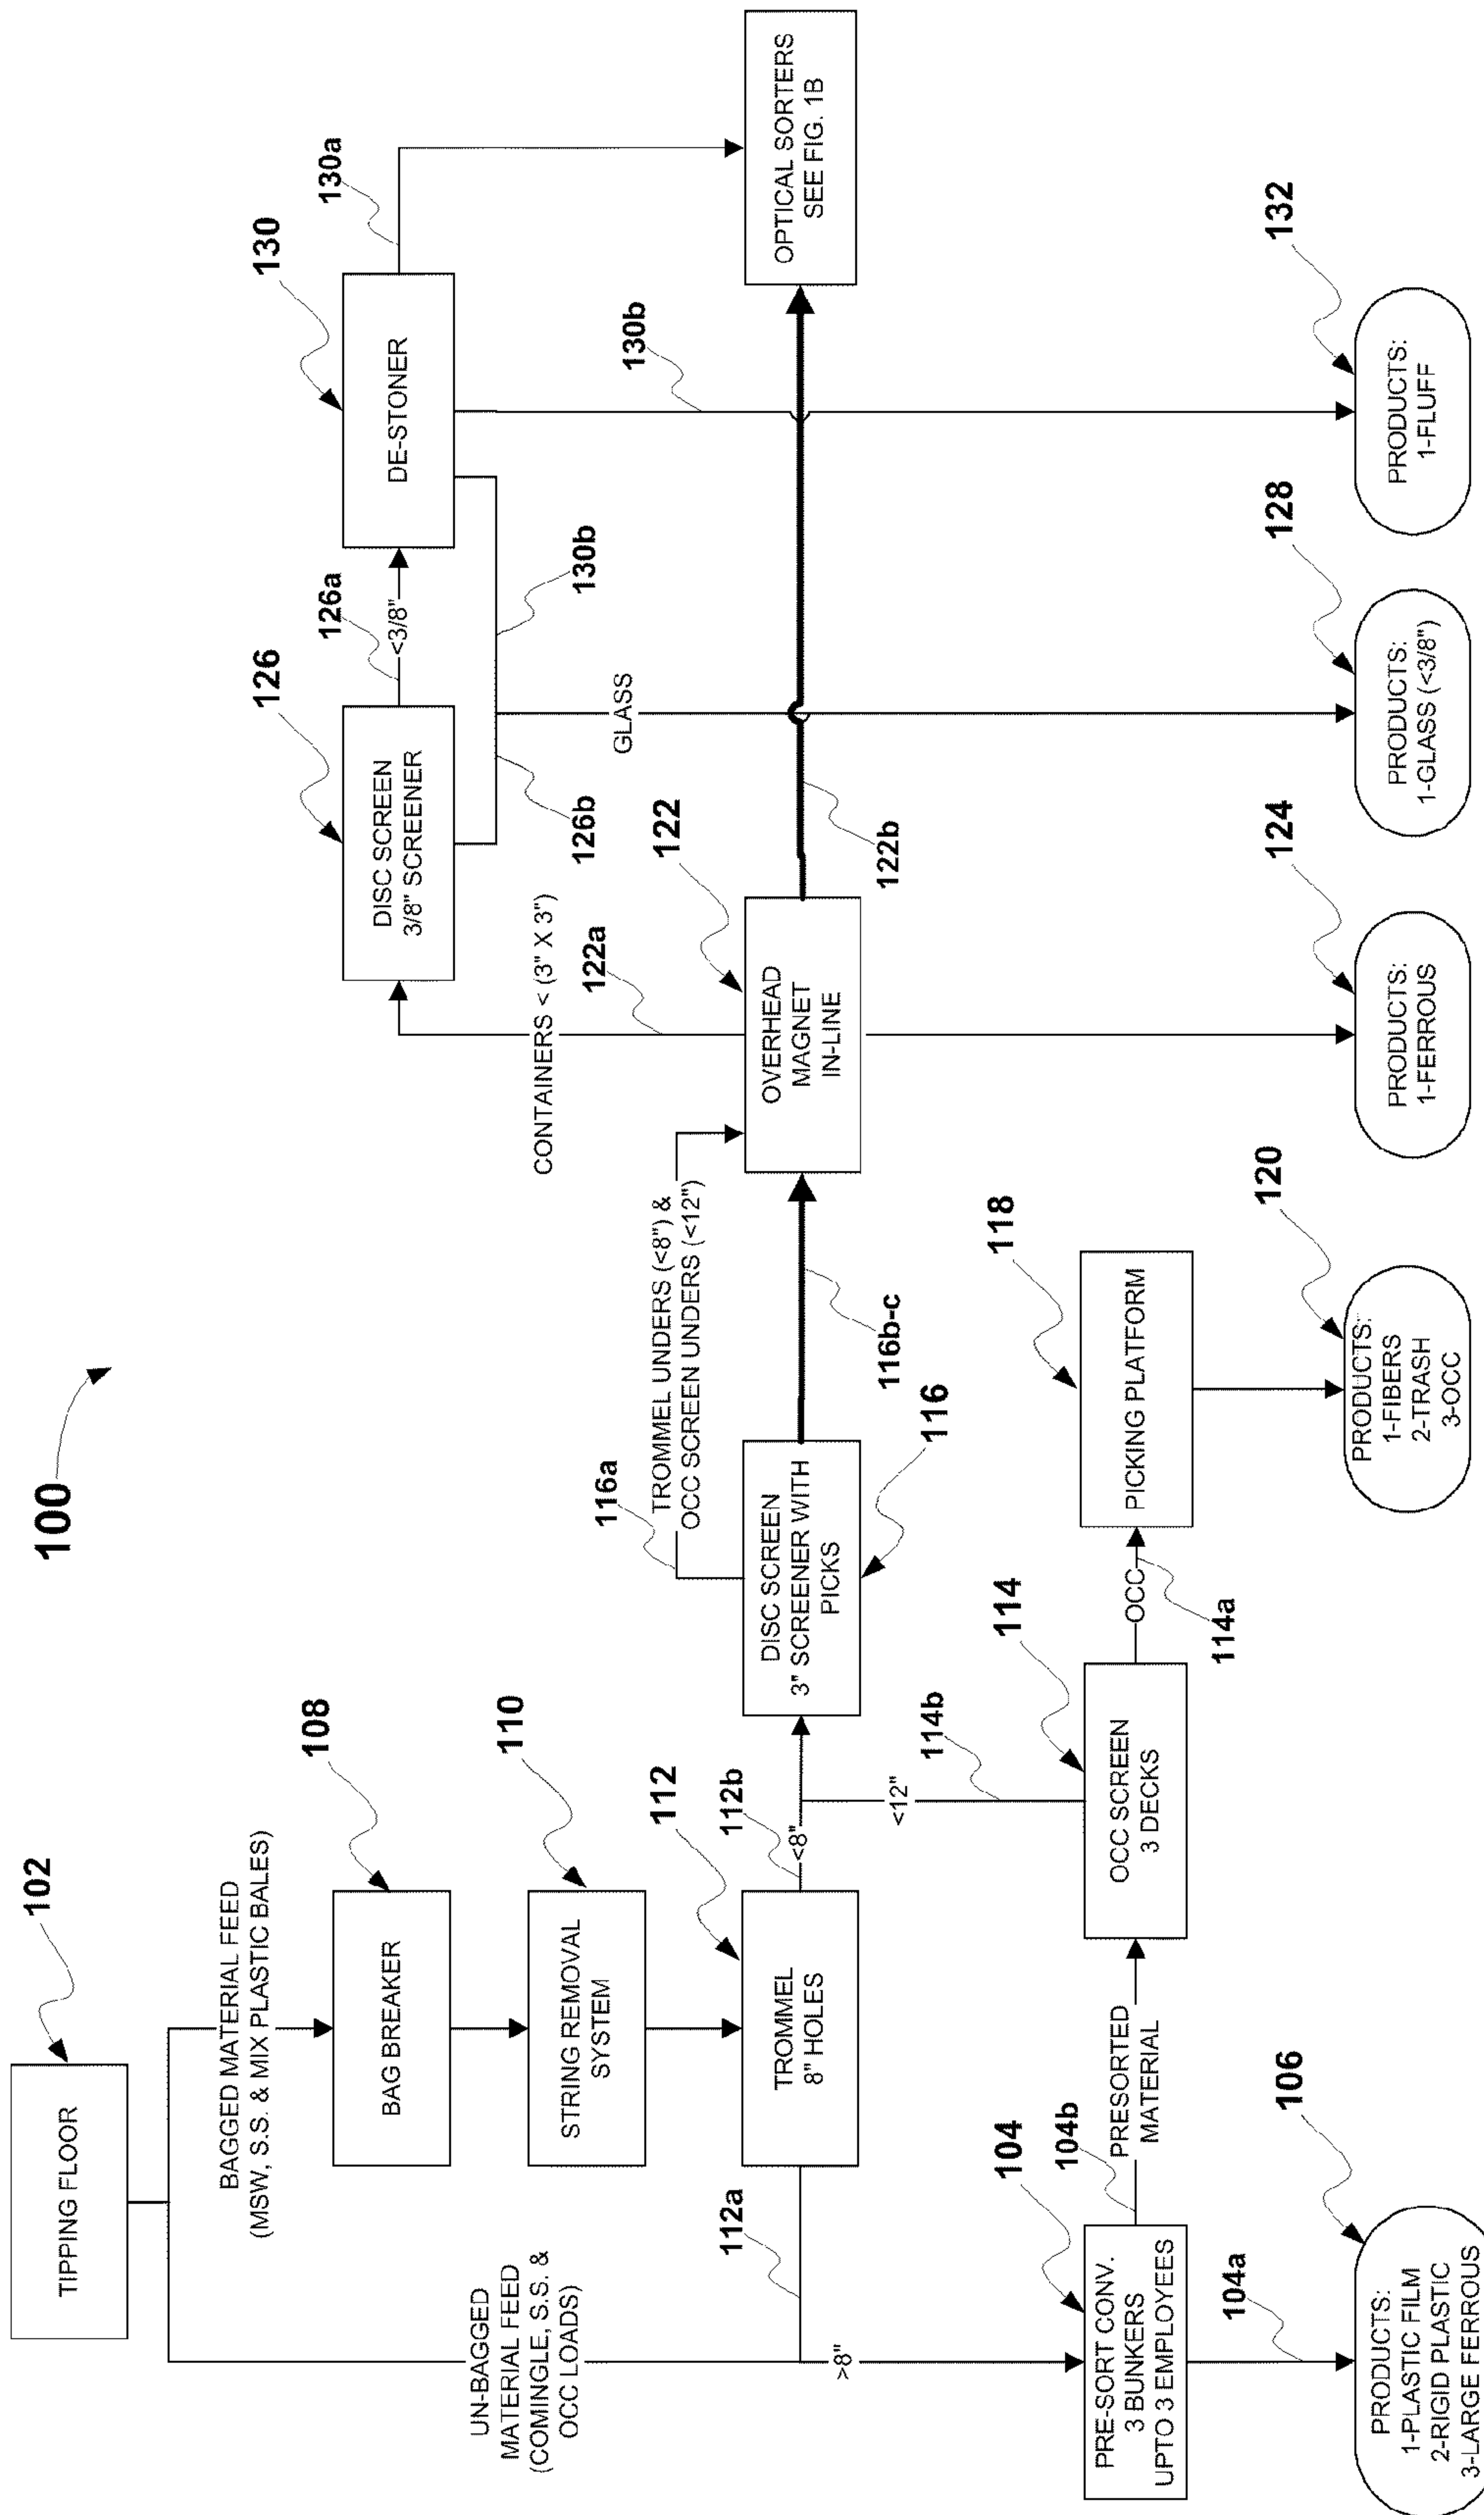 100
102
TIPPING FLOOR
BAGGED MATERIAL FEED
(MSW, S.S. & MIX PLASTIC BALES)
UN-BAGGED
MATERIAL FEED
(COMINGLE, S.S. &
OCC LOADS)
108
BAG BREAKER
110
STRING REMOVAL
SYSTEM
112
TROMMEL
8" HOLES
112a
112b
<8"
>8"
104
PRE-SORT CONV.
3 BUNKERS
UPTO 3 EMPLOYEES
104a
104b
PRESORTED
MATERIAL
106
PRODUCTS:
1-PLASTIC FILM
2-RIGID PLASTIC
3-LARGE FERROUS
114
OCC SCREEN
3 DECKS
114b
<12"
OCC
114a
118
PICKING PLATFORM
120
PRODUCTS:
1-FIBERS
2-TRASH
3-OCC
116
DISC SCREEN
3" SCREENER WITH
PICKS
116a
TROMMEL UNDERS (<8") &
OCC SCREEN UNDERS (<12")
116b-c
122
OVERHEAD
MAGNET
IN-LINE
122a
CONTAINERS < (3" X 3")
122b
124
PRODUCTS:
1-FERROUS
126
DISC SCREEN
3/8" SCREENER
126a
<3/8"
126b
GLASS
128
PRODUCTS:
1-GLASS (<3/8")
130
DE-STONER
130a
130b
130b
132
PRODUCTS:
1-FLUFF
OPTICAL SORTERS
SEE FIG. 1B